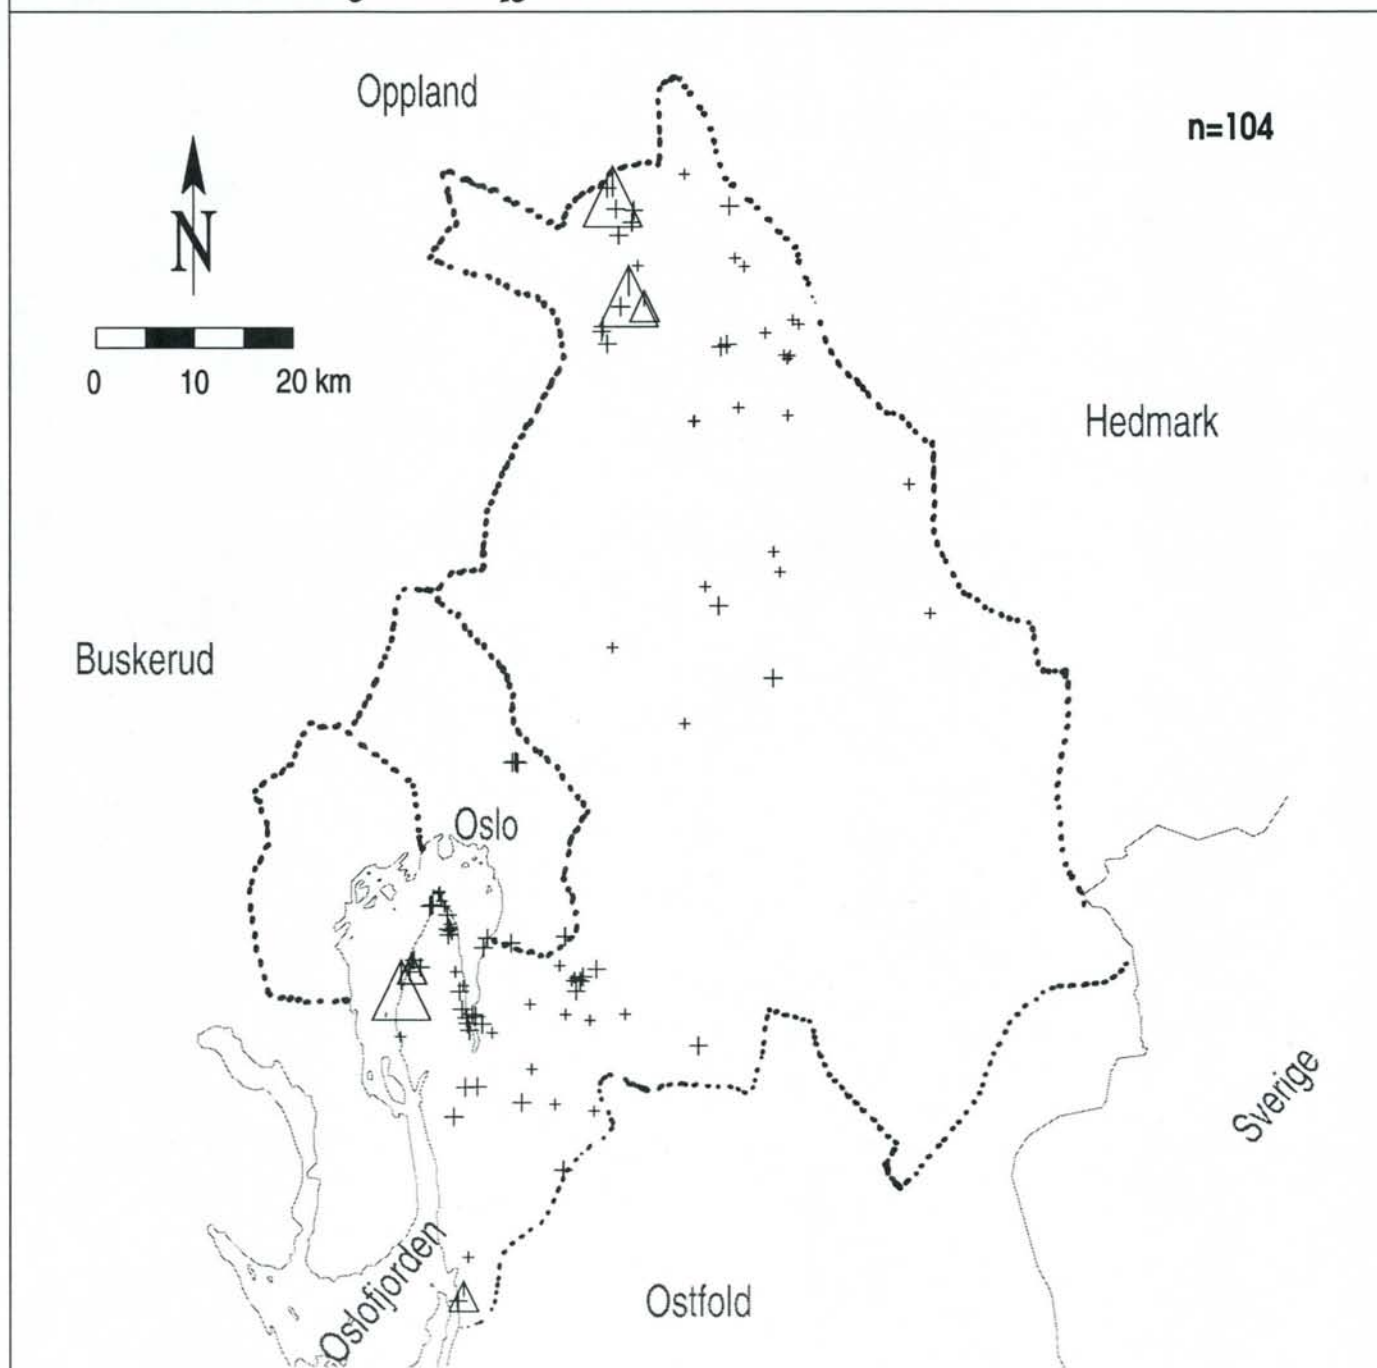 Oppland
n=104
N
0 10 20 km
Hedmark
Buskerud
Oslo
Sverige
Oslofjorden
Ostfold